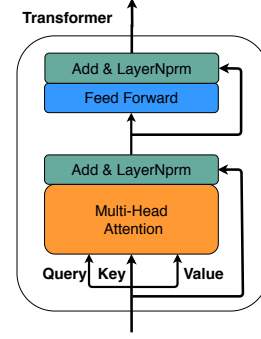 Transformer
Add & LayerNprm
Feed Forward
Add & LayerNprm
Multi-Head
Attention
Query Key Value